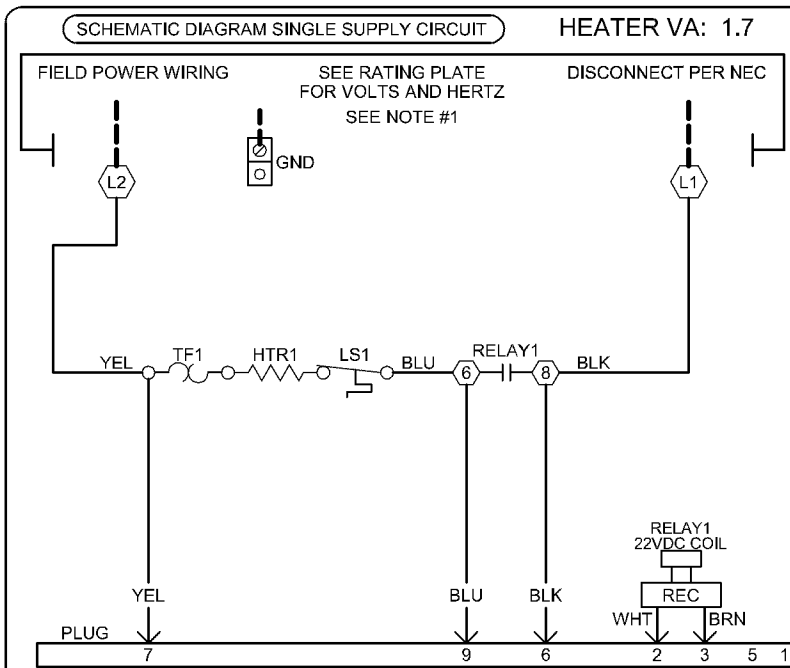 SCHEMATIC DIAGRAM SINGLE SUPPLY CIRCUIT
HEATER VA: 1.7
FIELD POWER WIRING
SEE RATING PLATE
FOR VOLTS AND HERTZ
SEE NOTE #1
DISCONNECT PER NEC
L2
GND
L1
YEL
TF1
HTR1
LS1
BLU
6
RELAY1
8
BLK
RELAY1
22VDC COIL
REC
YEL
BLU
BLK
WHT
BRN
PLUG
7
9
6
2
3
5
1